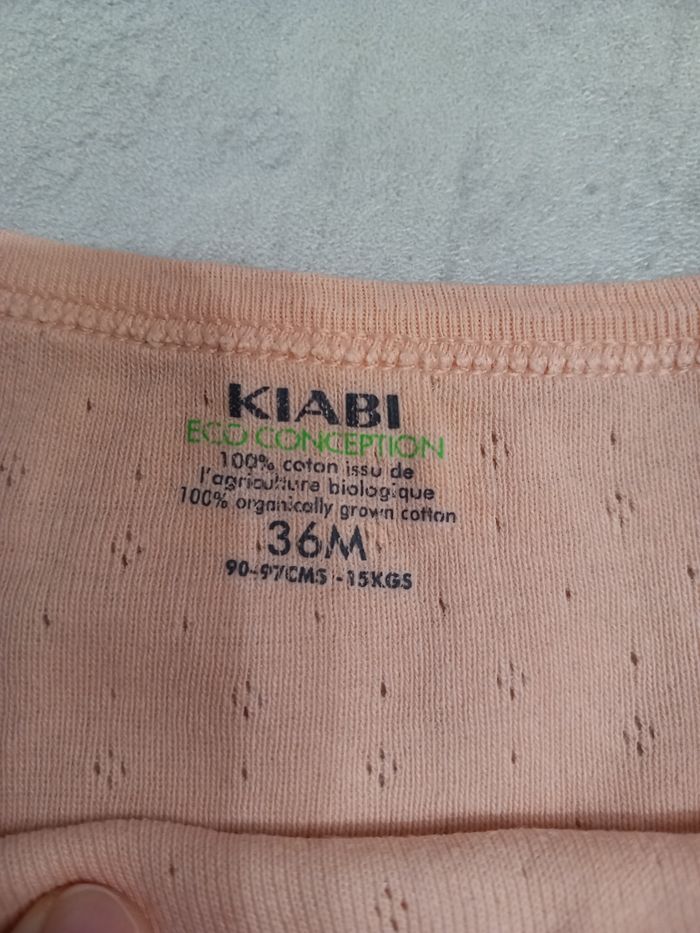 KIABI
ECO CONCEPTION
100% coton issu de
l'agriculture biologique
100% organically grown cotton
36M
90-97CMS -15KGS